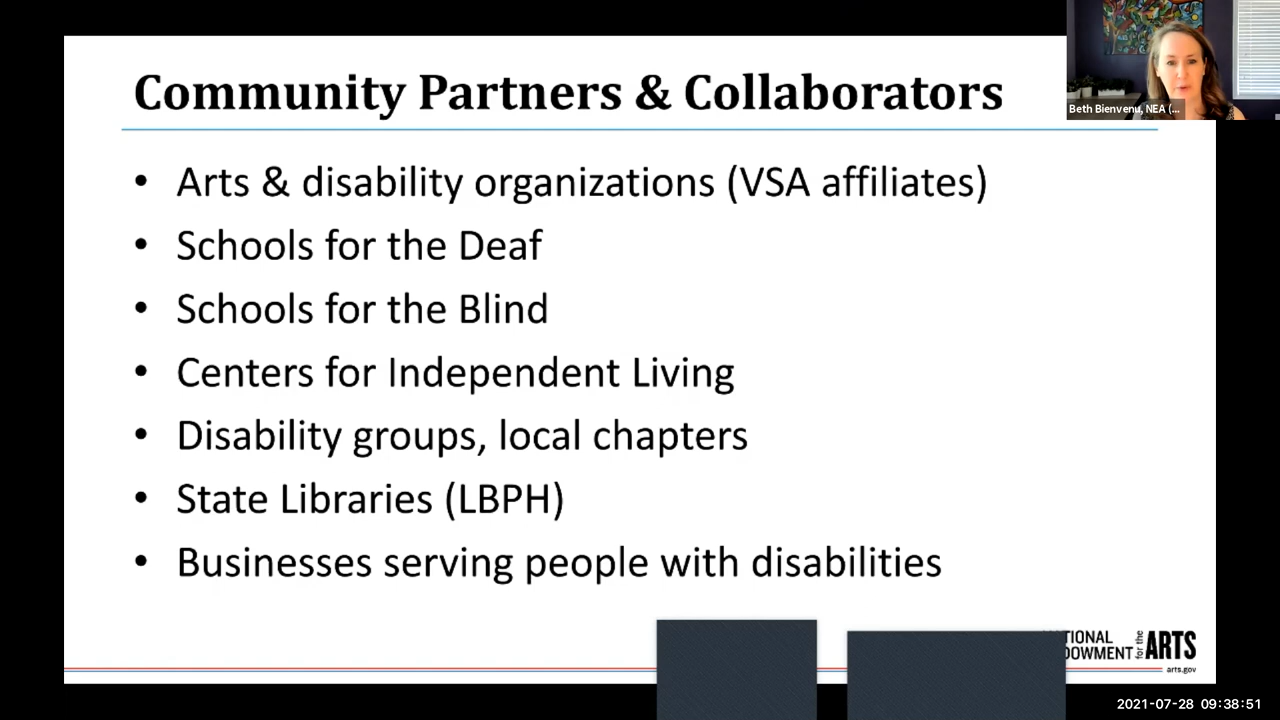 Community Partners & Collaborators
Beth Bienvenu, NEA (...
• Arts & disability organizations (VSA affiliates)
• Schools for the Deaf
• Schools for the Blind
• Centers for Independent Living
• Disability groups, local chapters
• State Libraries (LBPH)
• Businesses serving people with disabilities
for the ARTS
arts.gov
2021-07-28 09:38:51